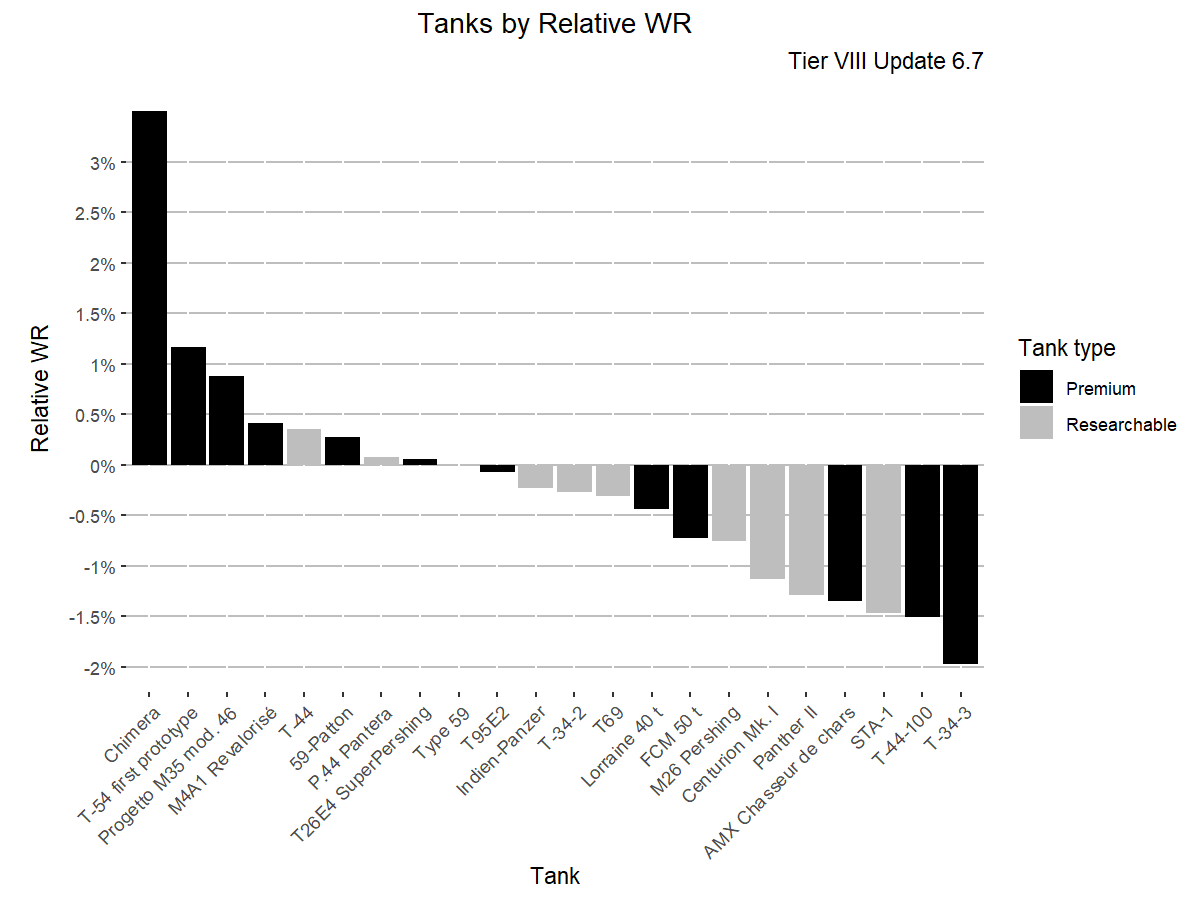 Tanks by Relative WR
Tier VIII Update 6.7
Relative WR
3%
2.5%
2%
1.5%
1%
0.5%
0%
-0.5%
-1%
-1.5%
-2%
Chimera
T-54 first prototype
Progetto M35 mod. 46
M4A1 Revalorisé
T-44
59-Patton
P.44 Pantera
T26E4 SuperPershing
Type 59
T95E2
Indien-Panzer
T-34-2
T69
Lorraine 40 t
FCM 50 t
M26 Pershing
Centurion Mk. I
Panther II
AMX Chasseur de chars
STA-1
T-44-100
T-34-3
Tank
Tank type
Premium
Researchable